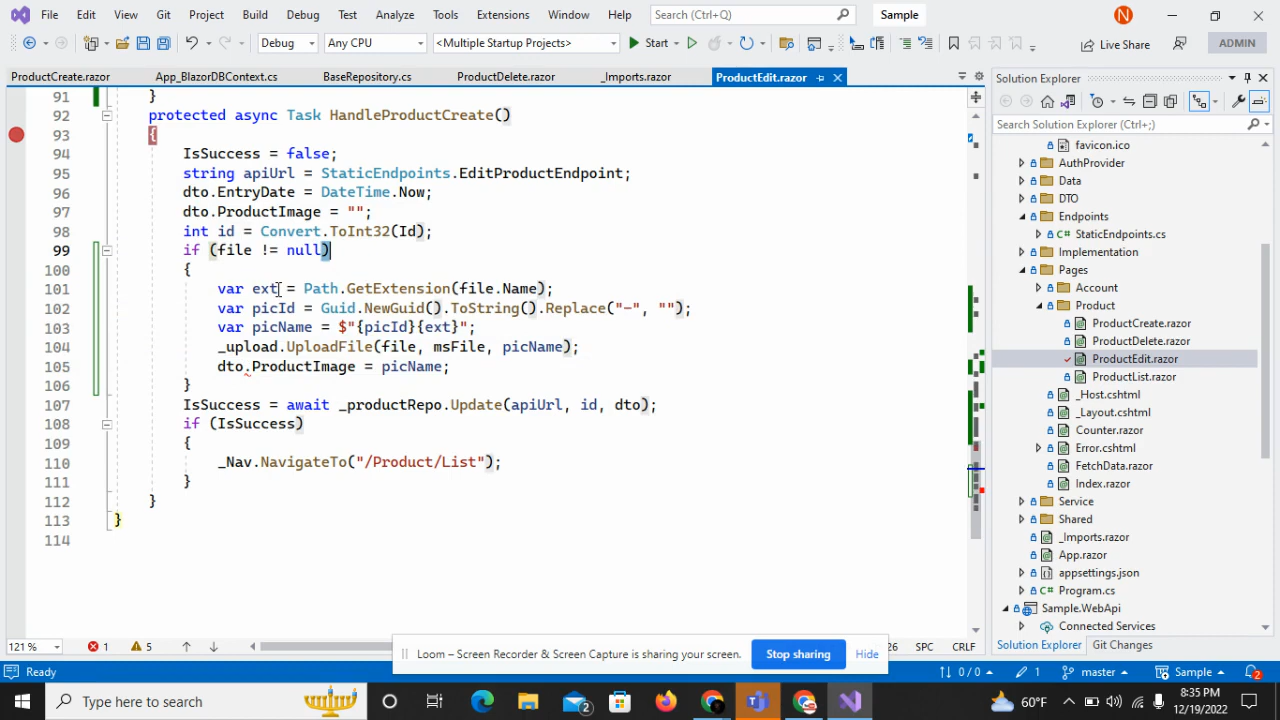 File Edit View Git Project Build Debug Test Analyze Tools Extensions Window Help Search (Ctrl+Q) Sample N
Debug Any CPU <Multiple Startup Projects> Start Live Share ADMIN
ProductCreate.razor App_BlazorDBContext.cs BaseRepository.cs ProductDelete.razor _Imports.razor ProductEdit.razor
91 }
92 protected async Task HandleProductCreate()
93 {
94 IsSuccess = false;
95 string apiUrl = StaticEndpoints.EditProductEndpoint;
96 dto.EntryDate = DateTime.Now;
97 dto.ProductImage = "";
98 int id = Convert.ToInt32(Id);
99 if (file != null)
100 {
101 var ext = Path.GetExtension(file.Name);
102 var picId = Guid.NewGuid().ToString().Replace("-", "");
103 var picName = $"{picId}{ext}";
104 _upload.UploadFile(file, msFile, picName);
105 dto.ProductImage = picName;
106 }
107 IsSuccess = await _productRepo.Update(apiUrl, id, dto);
108 if (IsSuccess)
109 {
110 _Nav.NavigateTo("/Product/List");
111 }
112 }
113 }
114
Solution Explorer
Search Solution Explorer (Ctrl+;)
favicon.ico
AuthProvider
Data
DTO
Endpoints
StaticEndpoints.cs
Implementation
Pages
Account
Product
ProductCreate.razor
ProductDelete.razor
ProductEdit.razor
ProductList.razor
_Host.cshtml
_Layout.cshtml
Counter.razor
Error.cshtml
FetchData.razor
Index.razor
Service
Shared
_Imports.razor
App.razor
appsettings.json
Program.cs
Sample.WebApi
Connected Services
Solution Explorer Git Changes
121 % 1 5 26 SPC CRLF
Loom – Screen Recorder & Screen Capture is sharing your screen. Stop sharing Hide
Ready 0 / 0 1 master Sample 2
Type here to search 2 60°F 8:35 PM
12/19/2022